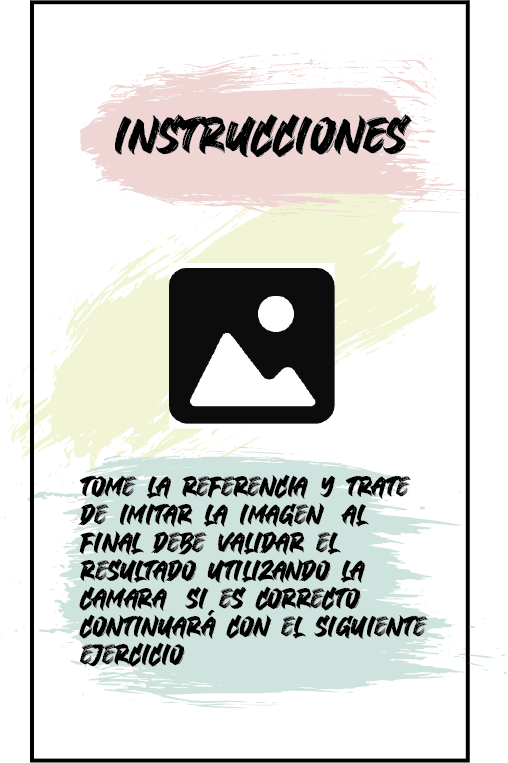 INSTRUCCIONES
TOME LA REFERENCIA Y TRATE
DE IMITAR LA IMAGEN AL
FINAL DEBE VALIDAR EL
RESULTADO UTILIZANDO LA
CAMARA SI ES CORRECTO
CONTINUARÁ CON EL SIGUIENTE
EJERCICIO